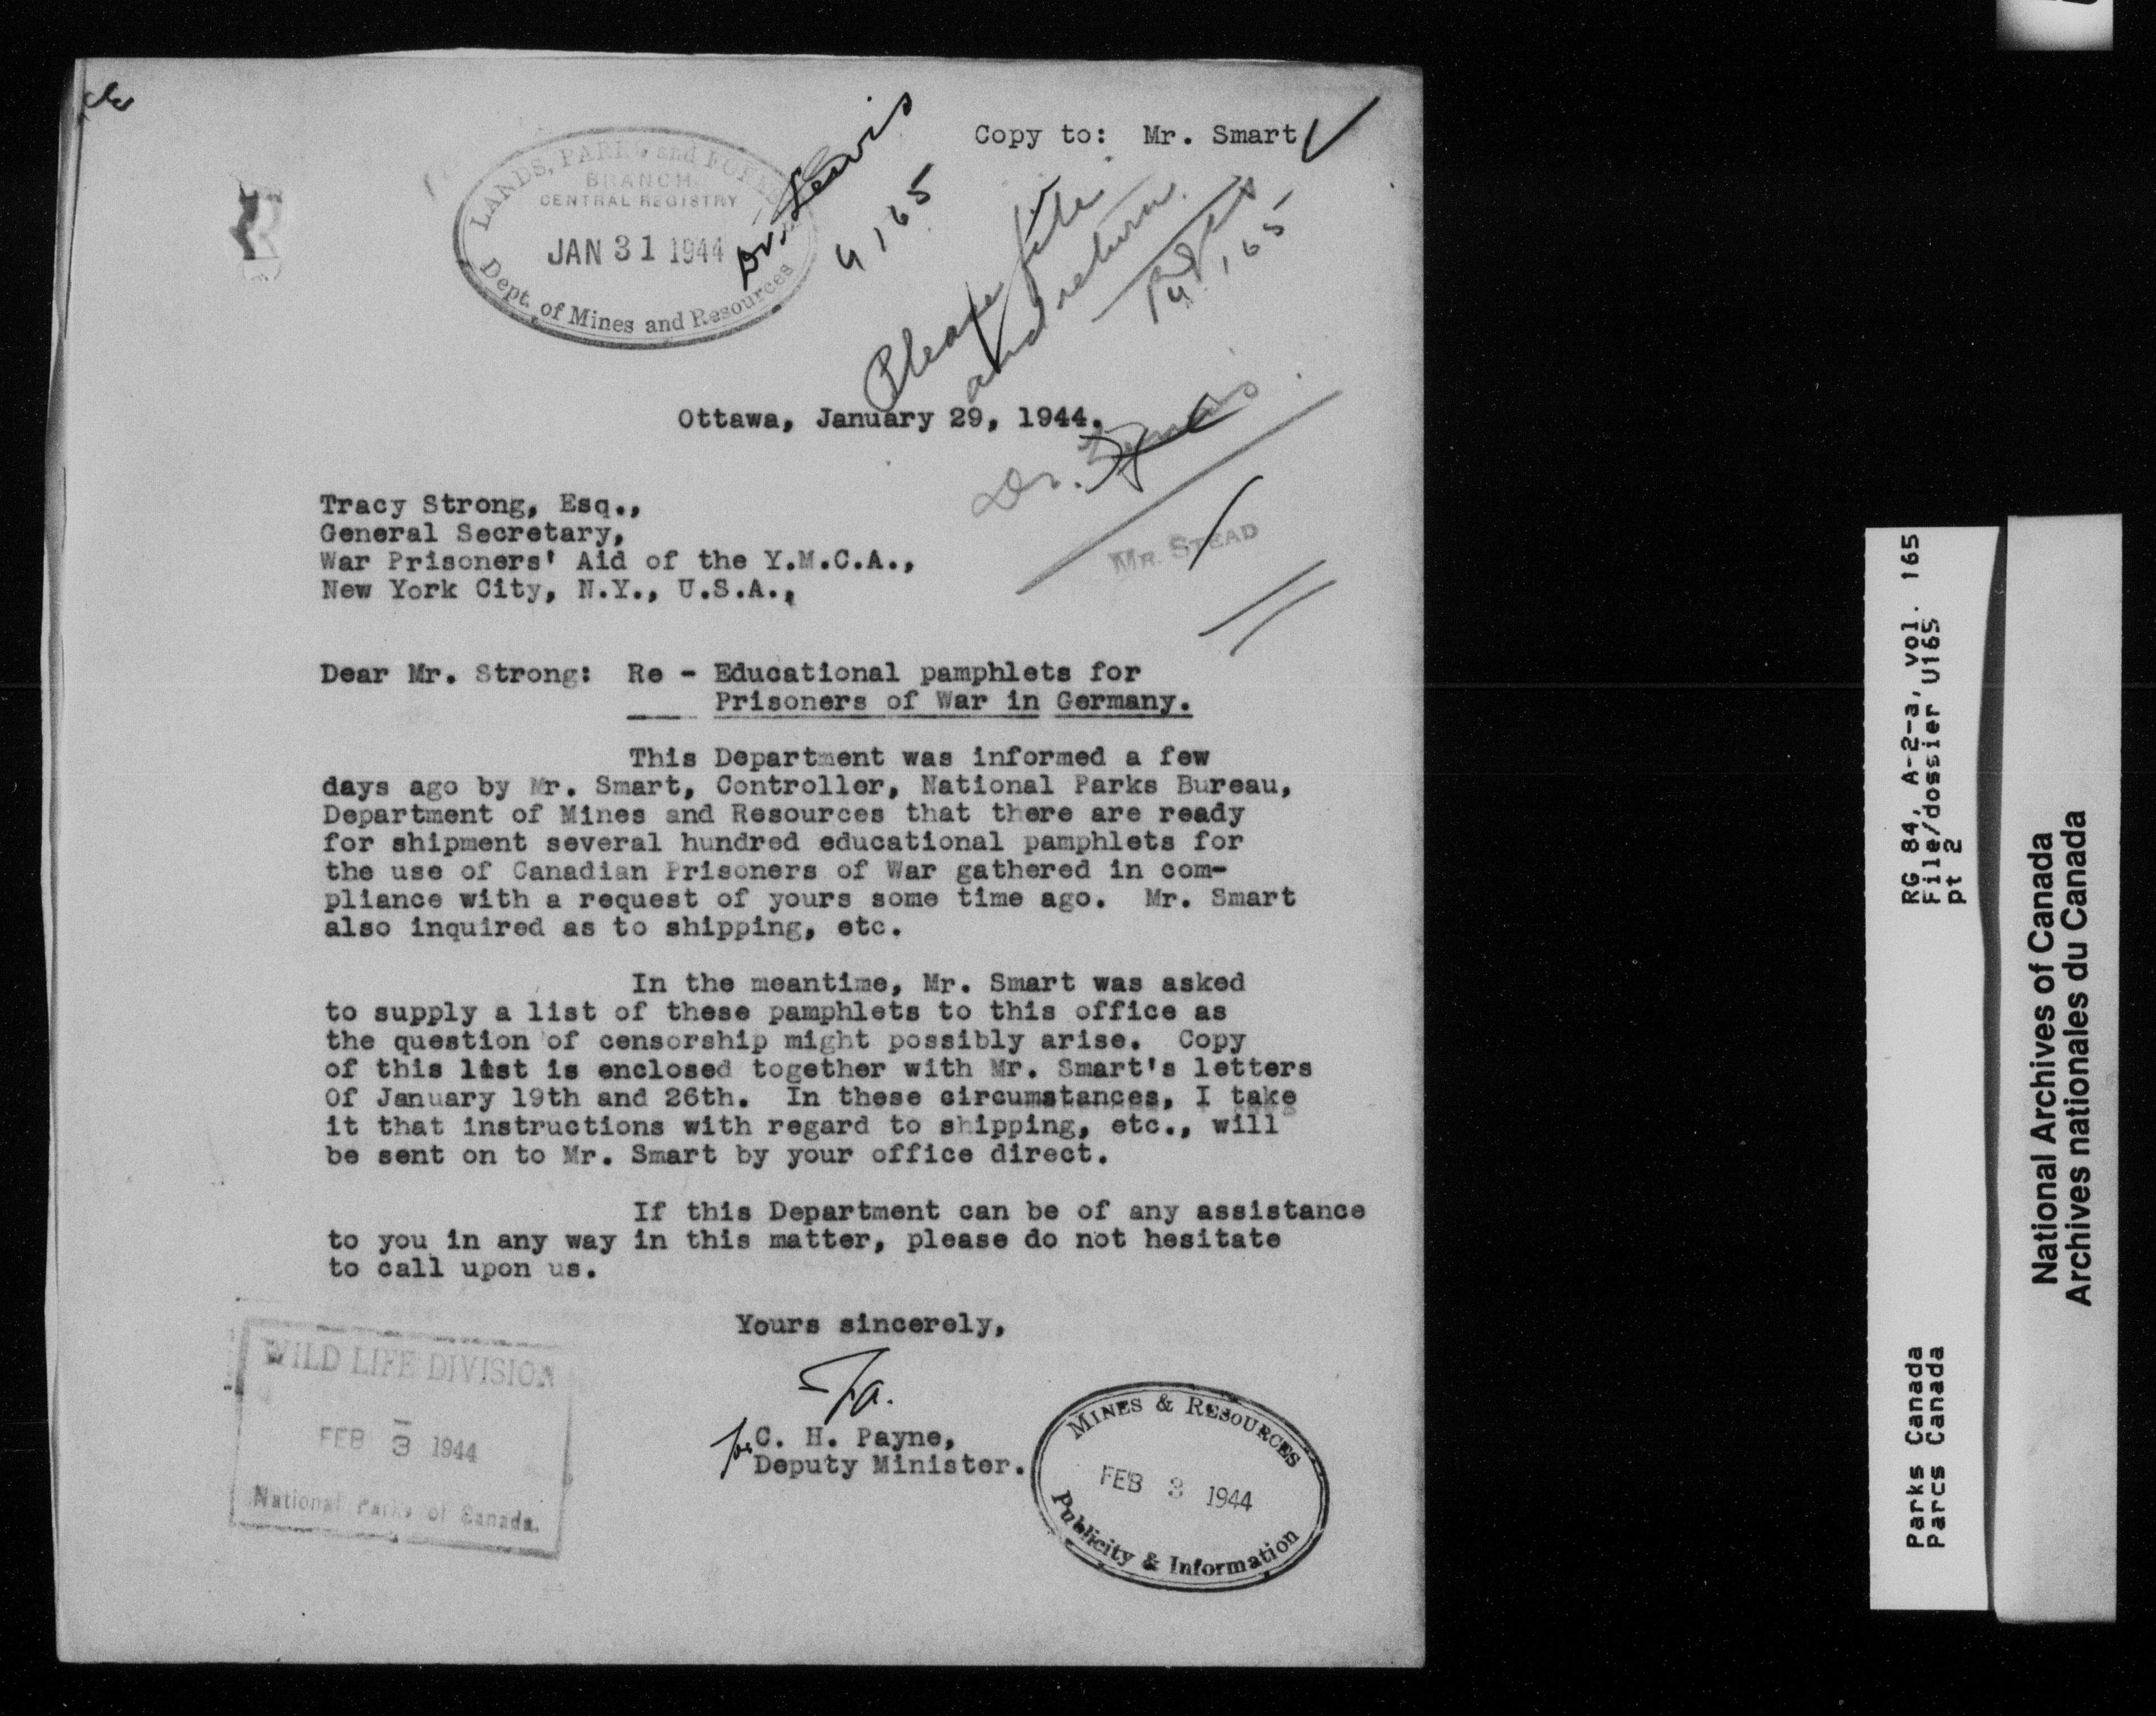 Copy to: Mr. Smart
LANDS, PARKS and FORESTS
BRANCH
CENTRAL REGISTRY
JAN 31 1944
Dept. of Mines and Resources
Dr. Lewis
U 165
Please file
and return.
U 165
Ottawa, January 29, 1944.
Dr.
MR. STEAD
Tracy Strong, Esq.,
General Secretary,
War Prisoners' Aid of the Y.M.C.A.,
New York City, N.Y., U.S.A.,
Dear Mr. Strong: Re - Educational pamphlets for
Prisoners of War in Germany.
This Department was informed a few
days ago by Mr. Smart, Controller, National Parks Bureau,
Department of Mines and Resources that there are ready
for shipment several hundred educational pamphlets for
the use of Canadian Prisoners of War gathered in com-
pliance with a request of yours some time ago. Mr. Smart
also inquired as to shipping, etc.
In the meantime, Mr. Smart was asked
to supply a list of these pamphlets to this office as
the question of censorship might possibly arise. Copy
of this list is enclosed together with Mr. Smart's letters
Of January 19th and 26th. In these circumstances, I take
it that instructions with regard to shipping, etc., will
be sent on to Mr. Smart by your office direct.
If this Department can be of any assistance
to you in any way in this matter, please do not hesitate
to call upon us.
Yours sincerely,
for C. H. Payne,
Deputy Minister.
WILD LIFE DIVISION
FEB 3 1944
National Parks of Canada.
MINES & RESOURCES
FEB 3 1944
Publicity & Information
RG 84, A-2-a, vol. 165
File/dossier U165
pt 2
Parks Canada
Parcs Canada
National Archives of Canada
Archives nationales du Canada